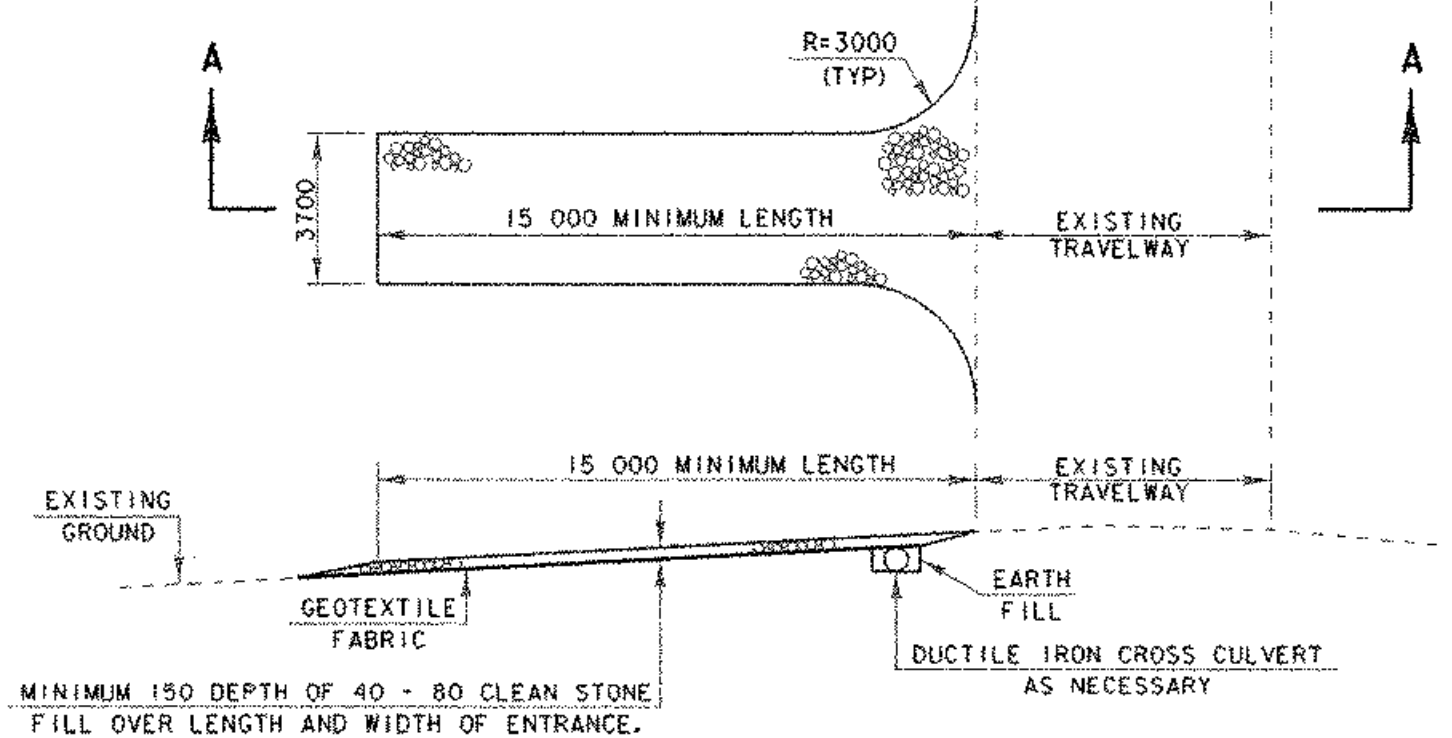 A
A
R=3000
(TYP)
3700
15 000 MINIMUM LENGTH
EXISTING
TRAVELWAY
15 000 MINIMUM LENGTH
EXISTING
TRAVELWAY
EXISTING
GROUND
GEOTEXTILE
FABRIC
EARTH
FILL
DUCTILE IRON CROSS CULVERT
AS NECESSARY
MINIMUM 150 DEPTH OF 40 - 80 CLEAN STONE
FILL OVER LENGTH AND WIDTH OF ENTRANCE.